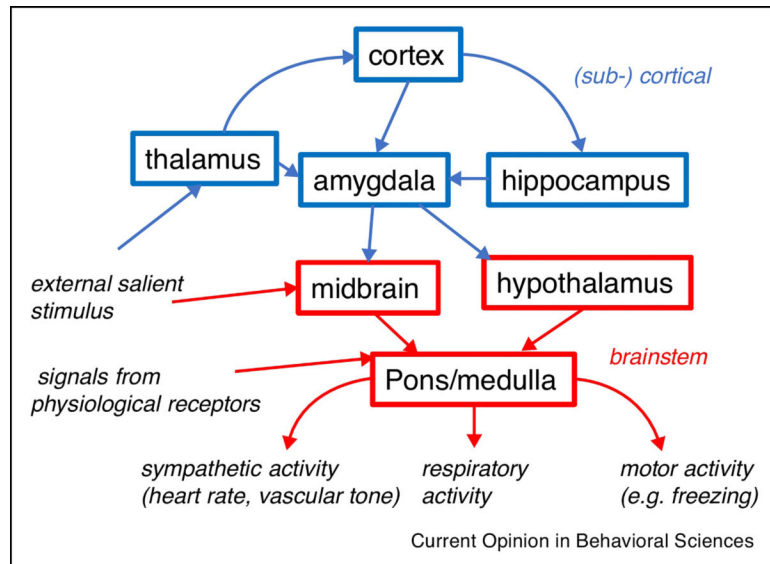 cortex
(sub-) cortical
thalamus
amygdala
hippocampus
external salient
stimulus
midbrain
hypothalamus
signals from
physiological receptors
Pons/medulla
brainstem
sympathetic activity
(heart rate, vascular tone)
respiratory
activity
motor activity
(e.g. freezing)
Current Opinion in Behavioral Sciences